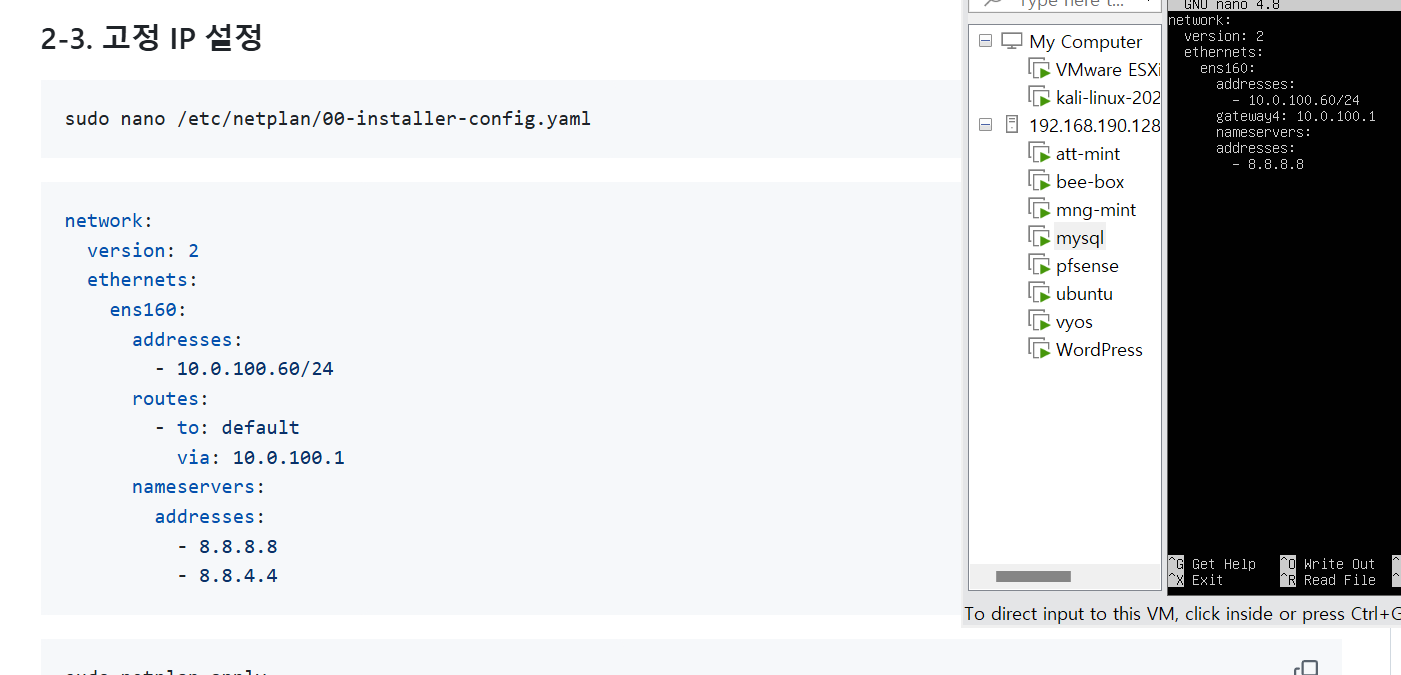 2-3. 고정 IP 설정
sudo nano /etc/netplan/00-installer-config.yaml
network:
  version: 2
  ethernets:
    ens160:
      addresses:
        - 10.0.100.60/24
      routes:
        - to: default
          via: 10.0.100.1
      nameservers:
        addresses:
          - 8.8.8.8
          - 8.8.4.4
sudo netplan apply
Type here t...
My Computer
VMware ESXi
kali-linux-202
192.168.190.128
att-mint
bee-box
mng-mint
mysql
pfsense
ubuntu
vyos
WordPress
GNU nano 4.8
network:
  version: 2
  ethernets:
    ens160:
      addresses:
        - 10.0.100.60/24
      gateway4: 10.0.100.1
      nameservers:
      addresses:
        - 8.8.8.8
^G Get Help ^O Write Out ^
^X Exit ^R Read File ^
To direct input to this VM, click inside or press Ctrl+G